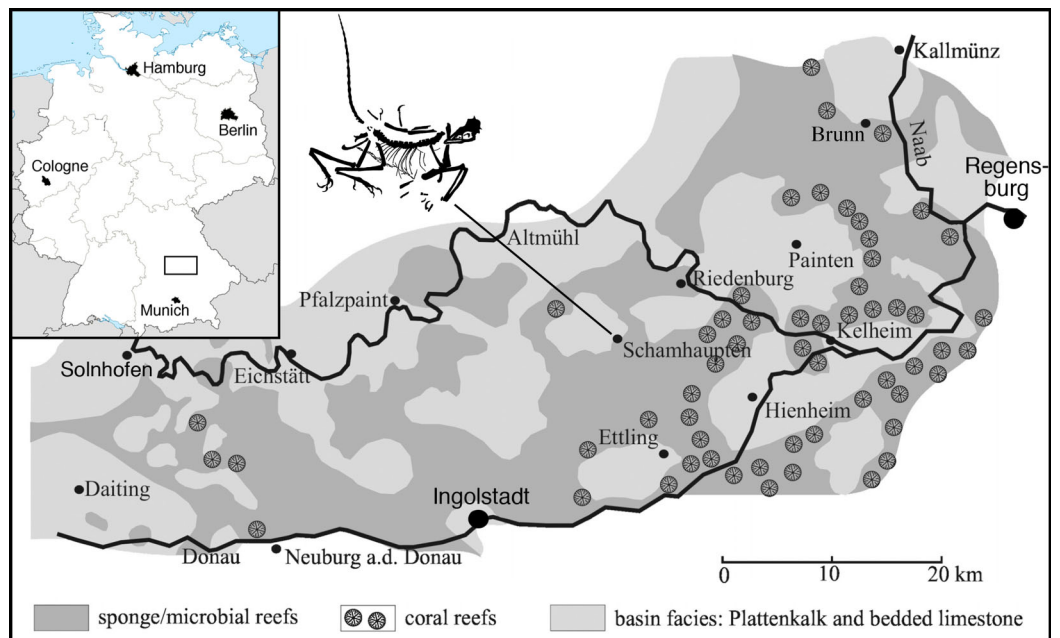 Hamburg
Berlin
Cologne
Munich
Kallmünz
Brunn
Naab
Regens-
burg
Altmühl
Painten
Riedenburg
Pfalzpaint
Kelheim
Schamhaupten
Solnhofen
Eichstätt
Hienheim
Ettling
Daiting
Ingolstadt
Donau
Neuburg a.d. Donau
0 10 20 km
sponge/microbial reefs
coral reefs
basin facies: Plattenkalk and bedded limestone